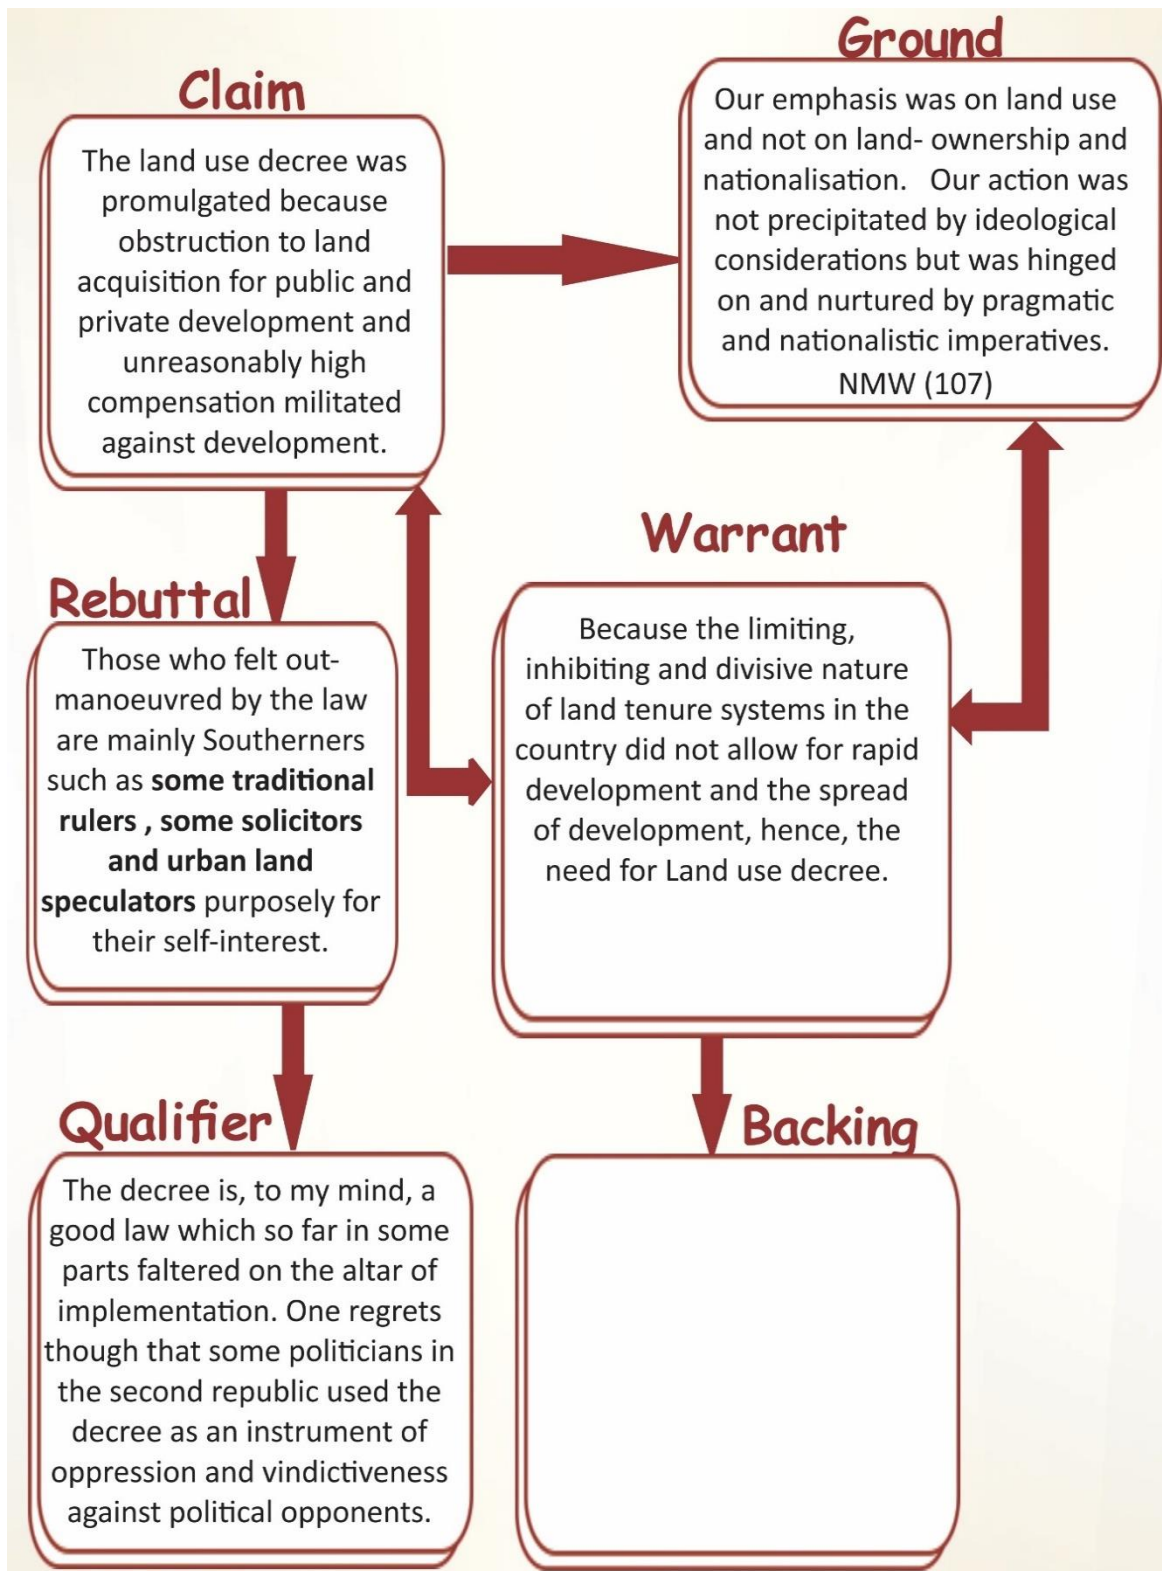 Claim
The land use decree was
promulgated because
obstruction to land
acquisition for public and
private development and
unreasonably high
compensation militated
against development.
Ground
Our emphasis was on land use
and not on land- ownership and
nationalisation. Our action was
not precipitated by ideological
considerations but was hinged
on and nurtured by pragmatic
and nationalistic imperatives.
NMW (107)
Rebuttal
Those who felt out-
manoeuvred by the law
are mainly Southerners
such as some traditional
rulers , some solicitors
and urban land
speculators purposely for
their self-interest.
Warrant
Because the limiting,
inhibiting and divisive nature
of land tenure systems in the
country did not allow for rapid
development and the spread
of development, hence, the
need for Land use decree.
Qualifier
The decree is, to my mind, a
good law which so far in some
parts faltered on the altar of
implementation. One regrets
though that some politicians in
the second republic used the
decree as an instrument of
oppression and vindictiveness
against political opponents.
Backing